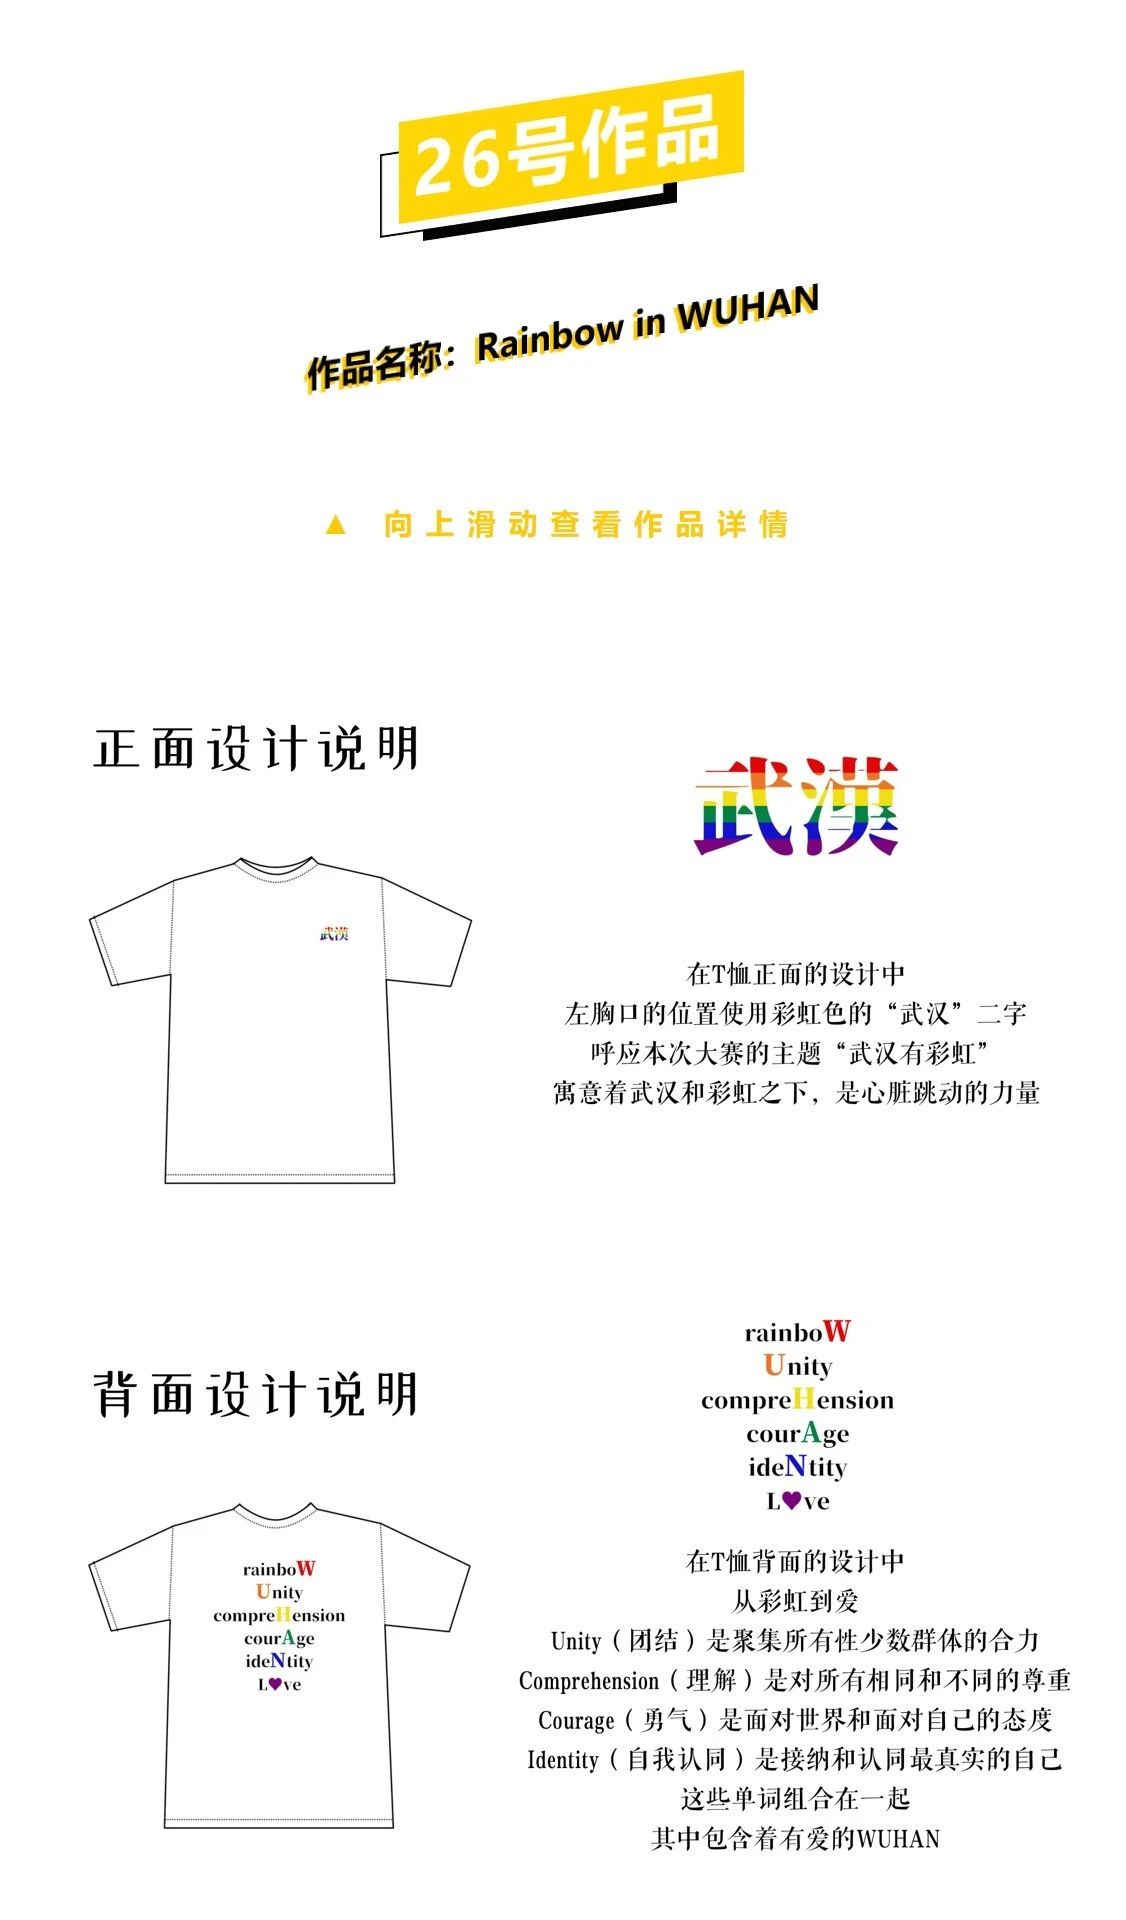 26号作品
作品名称：Rainbow in WUHAN
▲ 向上滑动查看作品详情
正面设计说明
武漢
武漢
在T恤正面的设计中
左胸口的位置使用彩虹色的“武汉”二字
呼应本次大赛的主题“武汉有彩虹”
寓意着武汉和彩虹之下，是心脏跳动的力量
背面设计说明
rainboW
Unity
compreHension
courAge
ideNtity
L♥ve
rainboW
Unity
compreHension
courAge
ideNtity
L♥ve
在T恤背面的设计中
从彩虹到爱
Unity（团结）是聚集所有性少数群体的合力
Comprehension（理解）是对所有相同和不同的尊重
Courage（勇气）是面对世界和面对自己的态度
Identity（自我认同）是接纳和认同最真实的自己
这些单词组合在一起
其中包含着有爱的WUHAN